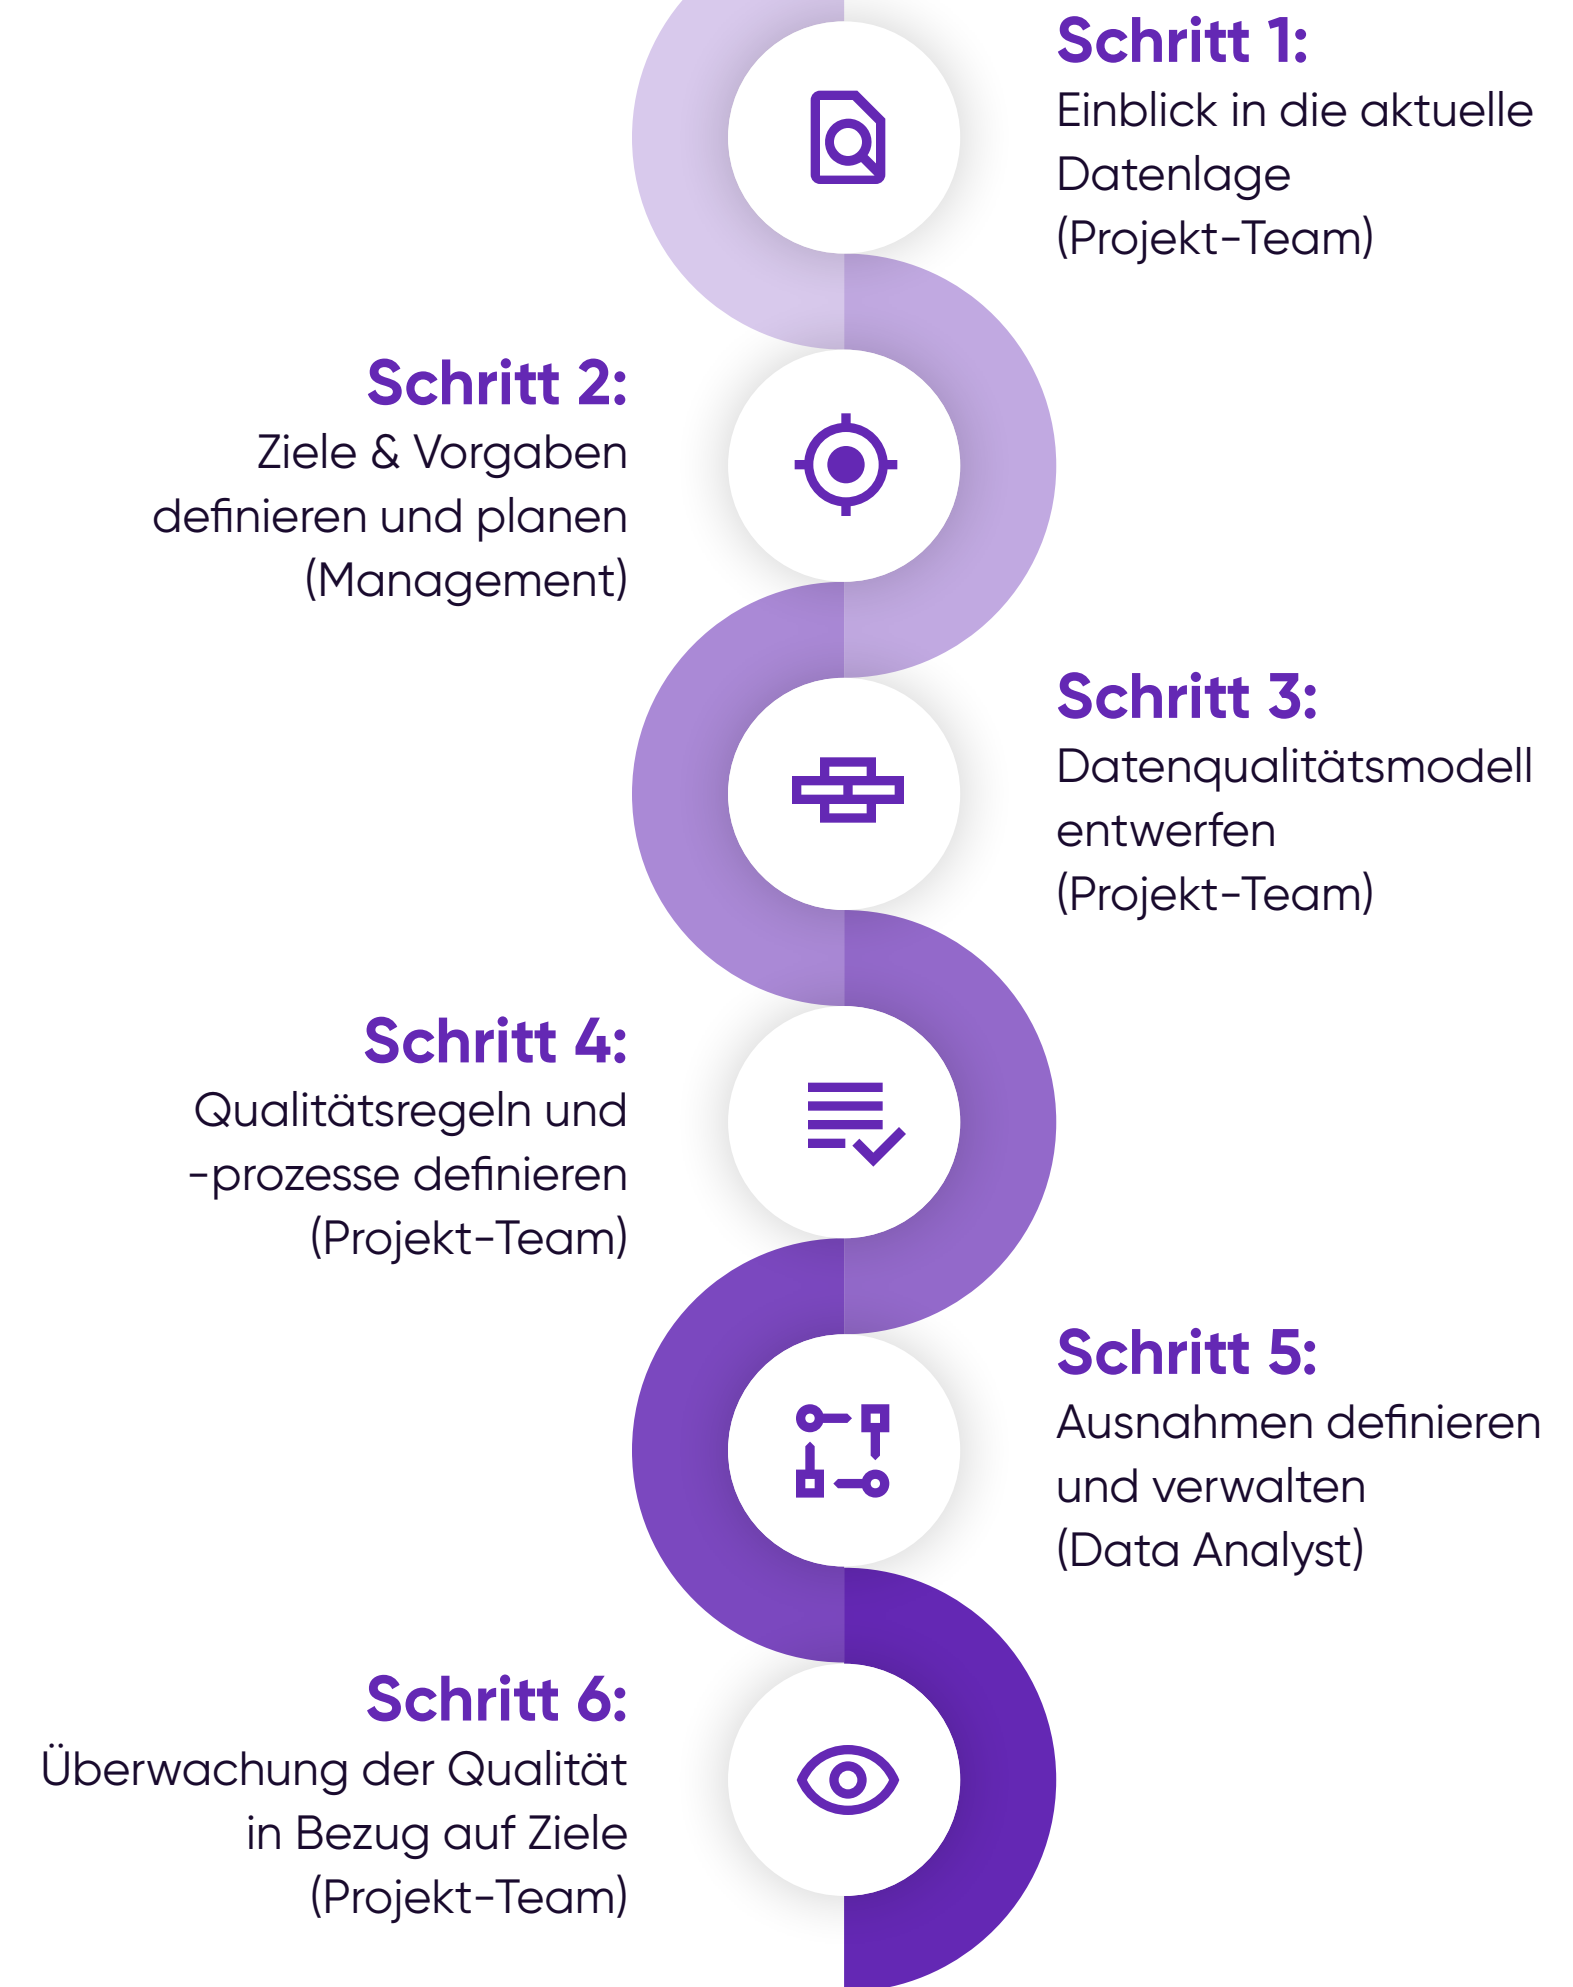 Schritt 1:
Einblick in die aktuelle
Datenlage
(Projekt-Team)
Schritt 2:
Ziele & Vorgaben
definieren und planen
(Management)
Schritt 3:
Datenqualitätsmodell
entwerfen
(Projekt-Team)
Schritt 4:
Qualitätsregeln und
-prozesse definieren
(Projekt-Team)
Schritt 5:
Ausnahmen definieren
und verwalten
(Data Analyst)
Schritt 6:
Überwachung der Qualität
in Bezug auf Ziele
(Projekt-Team)